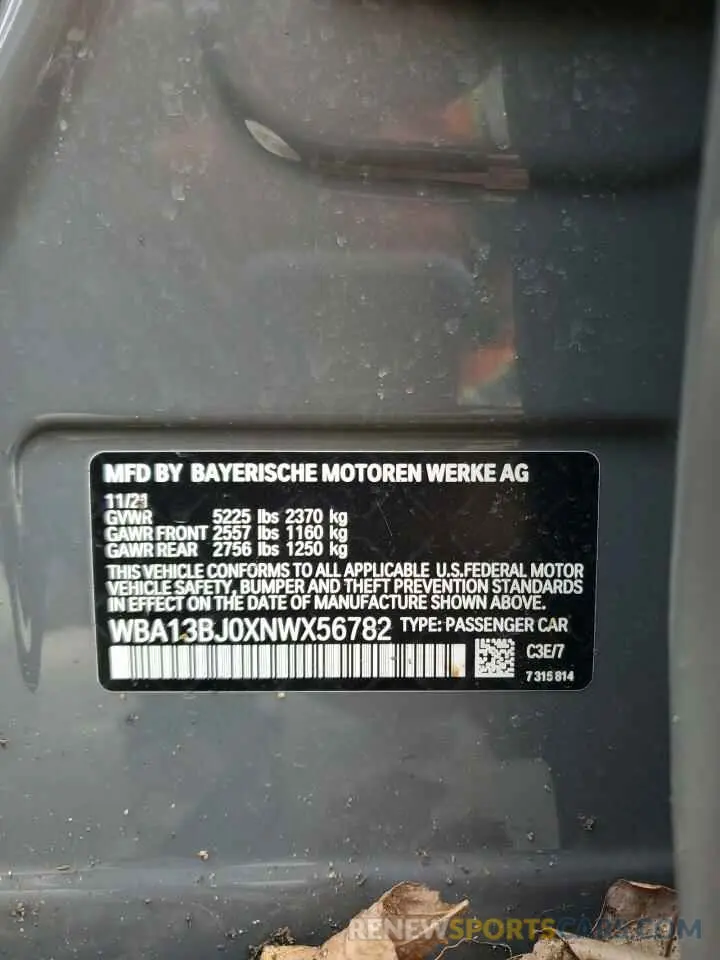 MFD BY BAYERISCHE MOTOREN WERKE AG
11/21
GVWR 5225 lbs 2370 kg
GAWR FRONT 2557 lbs 1160 kg
GAWR REAR 2756 lbs 1250 kg
THIS VEHICLE CONFORMS TO ALL APPLICABLE U.S.FEDERAL MOTOR
VEHICLE SAFETY, BUMPER AND THEFT PREVENTION STANDARDS
IN EFFECT ON THE DATE OF MANUFACTURE SHOWN ABOVE.
WBA13BJ0XNWX56782 TYPE: PASSENGER CAR
C3E/7
7 315 814
RENEWSPORTSCARS.COM